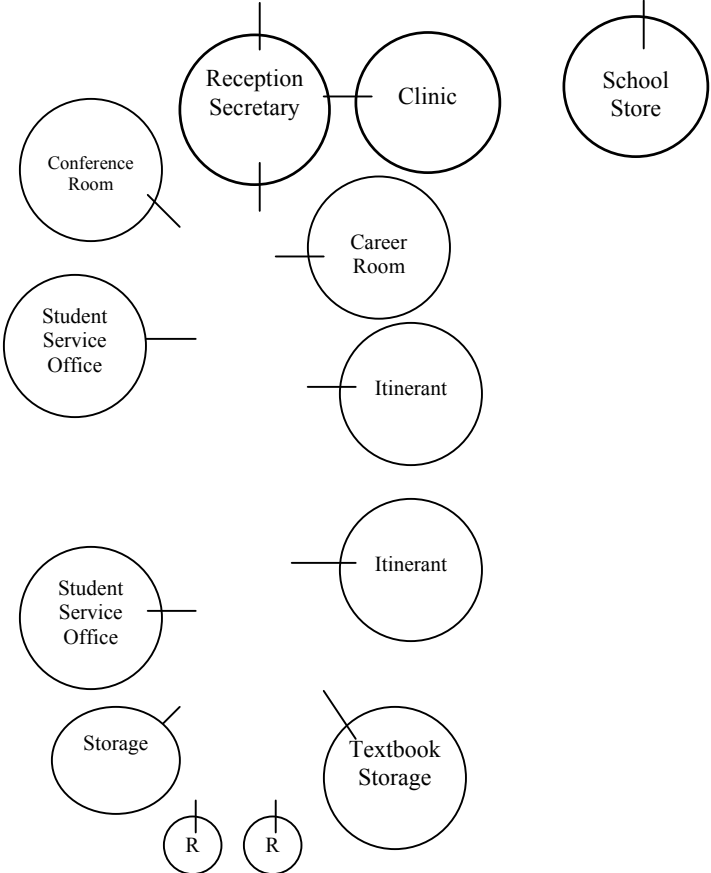 Reception
Secretary
Clinic
School
Store
Conference
Room
Career
Room
Student
Service
Office
Itinerant
Itinerant
Student
Service
Office
Storage
Textbook
Storage
R
R